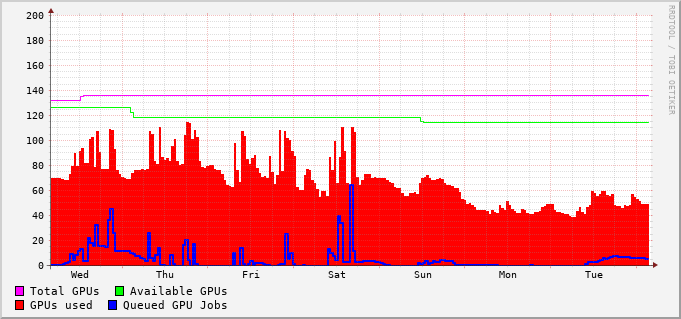 200
180
160
140
120
100
80
60
40
20
0
Wed Thu Fri Sat Sun Mon Tue
Total GPUs Available GPUs
GPUs used Queued GPU Jobs
RRDTOOL / TOBI OETIKER